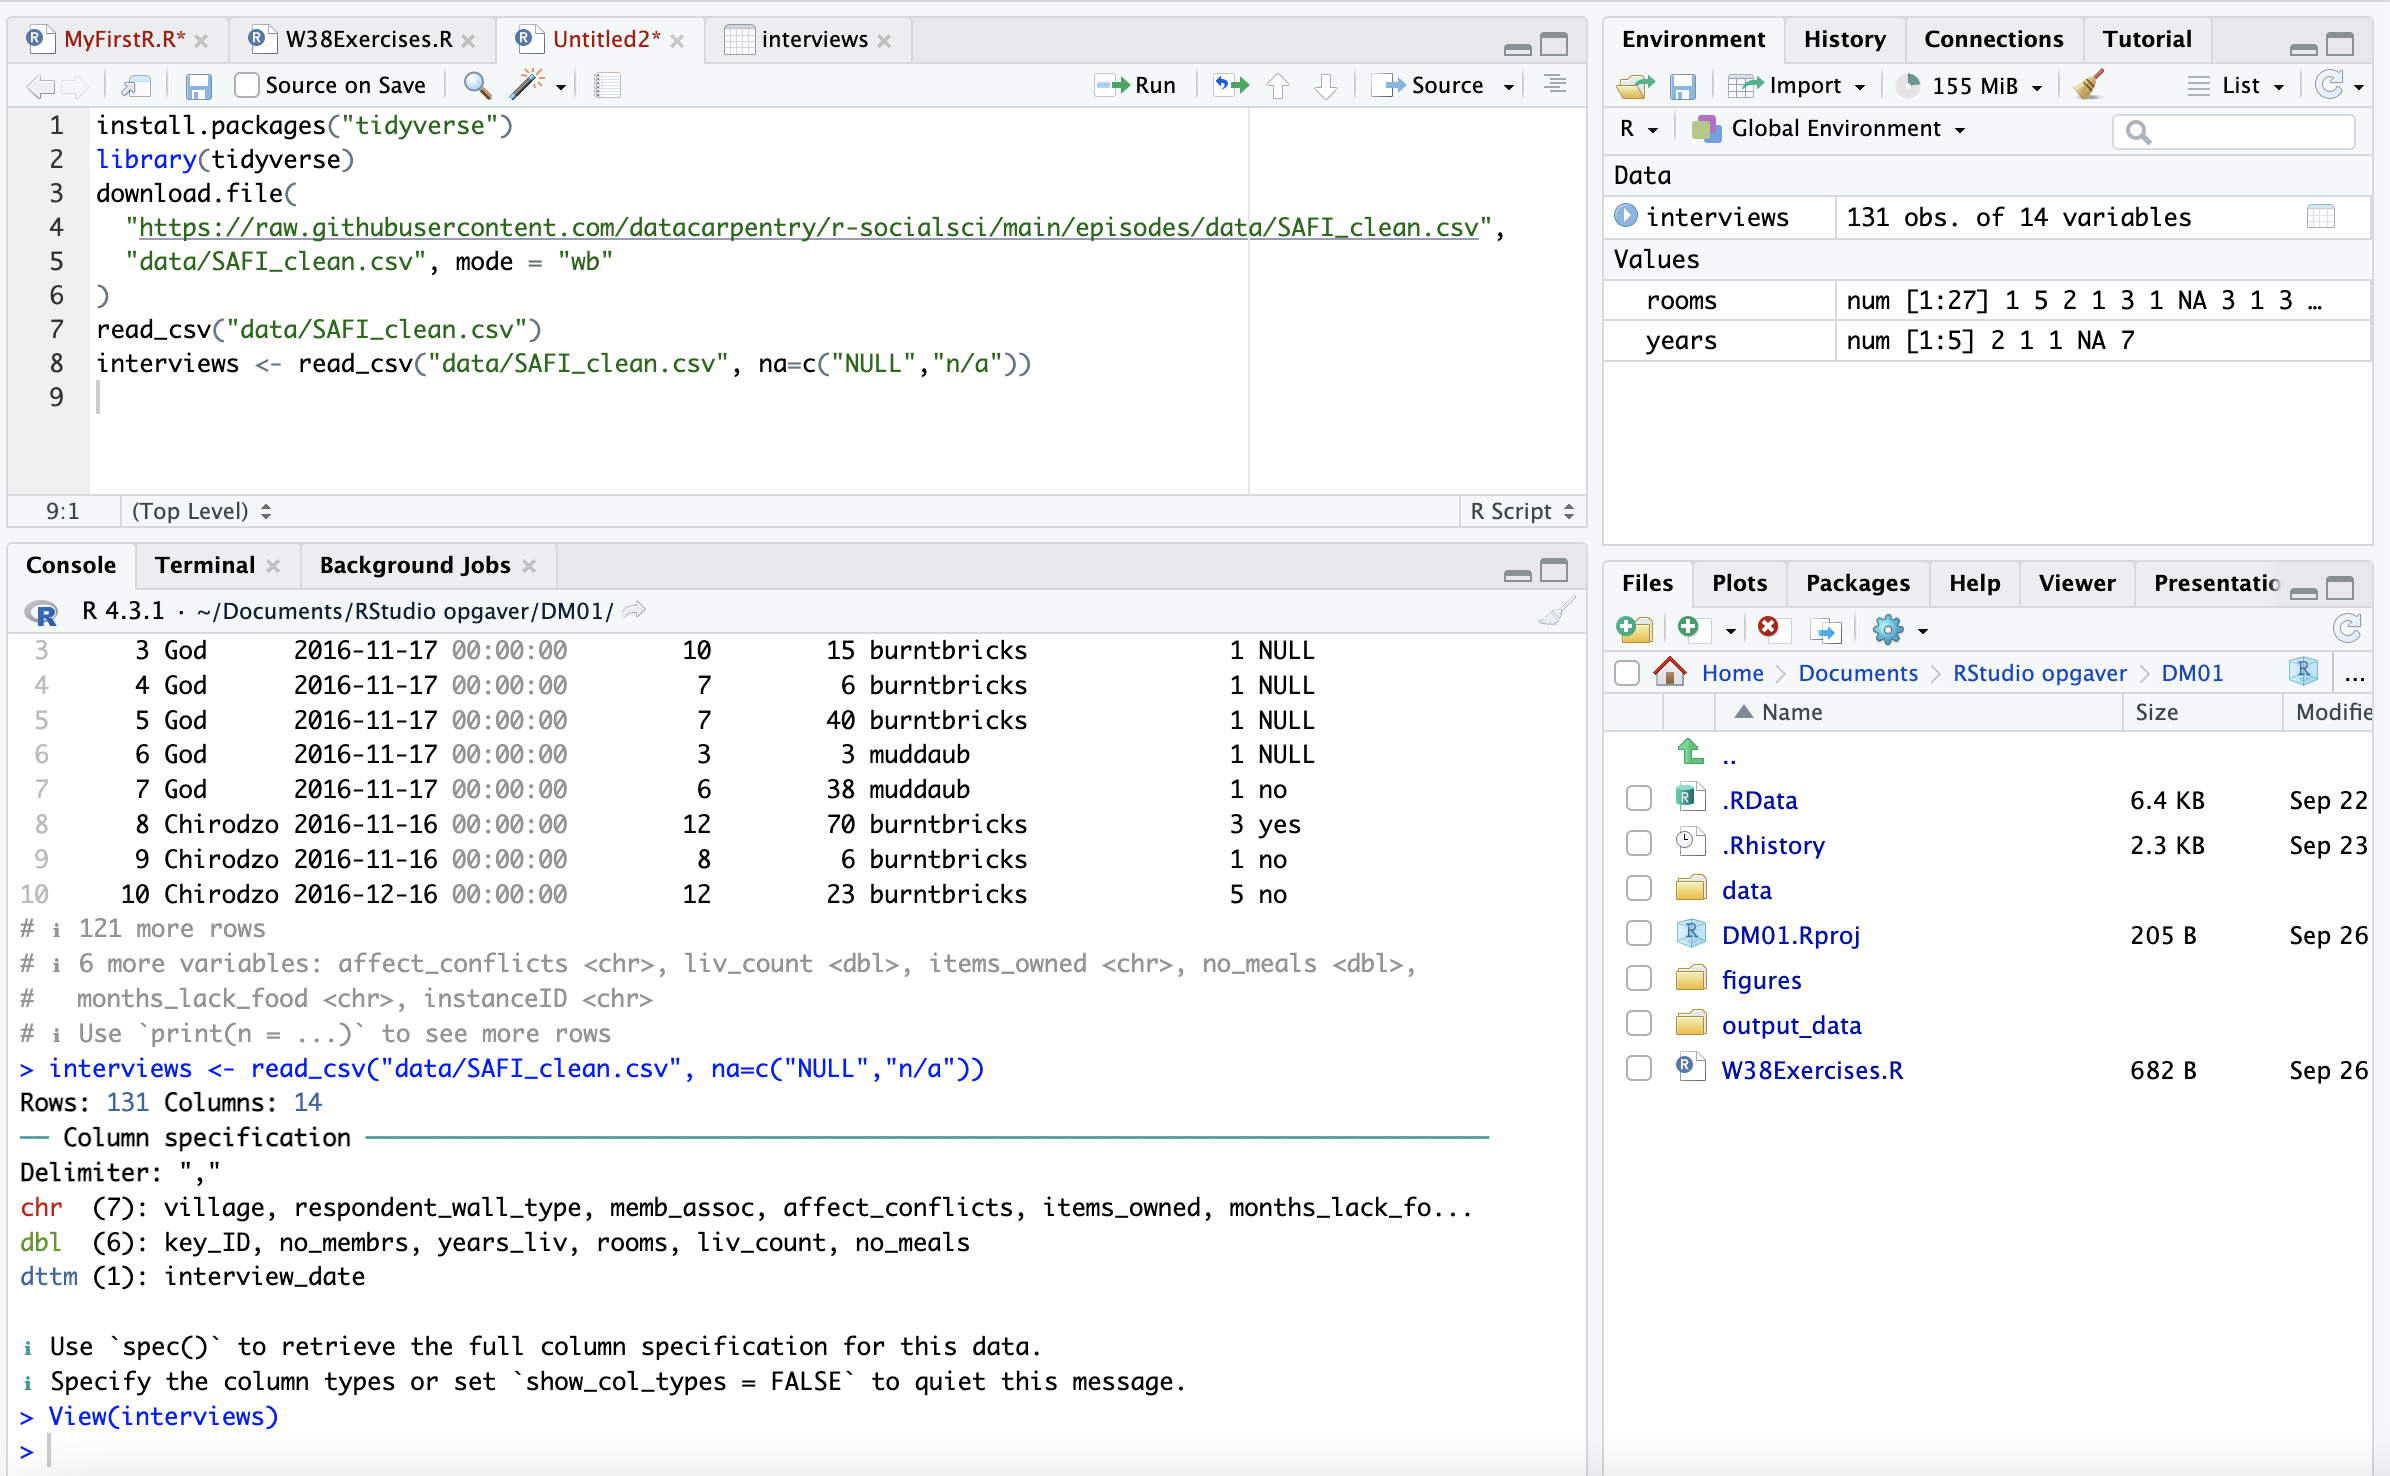 MyFirstR.R*
W38Exercises.R
Untitled2*
interviews
Source on Save
Run
Source
1 install.packages("tidyverse")
2 library(tidyverse)
3 download.file(
4 "https://raw.githubusercontent.com/datacarpentry/r-socialsci/main/episodes/data/SAFI_clean.csv",
5 "data/SAFI_clean.csv", mode = "wb"
6 )
7 read_csv("data/SAFI_clean.csv")
8 interviews <- read_csv("data/SAFI_clean.csv", na=c("NULL","n/a"))
9
9:1 (Top Level) R Script
Console Terminal Background Jobs
R 4.3.1 · ~/Documents/RStudio opgaver/DM01/
3 3 God 2016-11-17 00:00:00 10 15 burntbricks 1 NULL
4 4 God 2016-11-17 00:00:00 7 6 burntbricks 1 NULL
5 5 God 2016-11-17 00:00:00 7 40 burntbricks 1 NULL
6 6 God 2016-11-17 00:00:00 3 3 muddaub 1 NULL
7 7 God 2016-11-17 00:00:00 6 38 muddaub 1 no
8 8 Chirodzo 2016-11-16 00:00:00 12 70 burntbricks 3 yes
9 9 Chirodzo 2016-11-16 00:00:00 8 6 burntbricks 1 no
10 10 Chirodzo 2016-12-16 00:00:00 12 23 burntbricks 5 no
# ℹ 121 more rows
# ℹ 6 more variables: affect_conflicts <chr>, liv_count <dbl>, items_owned <chr>, no_meals <dbl>,
# months_lack_food <chr>, instanceID <chr>
# ℹ Use `print(n = ...)` to see more rows
> interviews <- read_csv("data/SAFI_clean.csv", na=c("NULL","n/a"))
Rows: 131 Columns: 14
── Column specification ──────────
Delimiter: ","
chr (7): village, respondent_wall_type, memb_assoc, affect_conflicts, items_owned, months_lack_fo...
dbl (6): key_ID, no_membrs, years_liv, rooms, liv_count, no_meals
dttm (1): interview_date
ℹ Use `spec()` to retrieve the full column specification for this data.
ℹ Specify the column types or set `show_col_types = FALSE` to quiet this message.
> View(interviews)
>
Environment History Connections Tutorial
Import 155 MiB List
R Global Environment
Data
interviews 131 obs. of 14 variables
Values
rooms num [1:27] 1 5 2 1 3 1 NA 3 1 3 …
years num [1:5] 2 1 1 NA 7
Files Plots Packages Help Viewer Presentatio
Home Documents RStudio opgaver DM01 ...
Name Size Modifie
..
.RData 6.4 KB Sep 22
.Rhistory 2.3 KB Sep 23
data
DM01.Rproj 205 B Sep 26
figures
output_data
W38Exercises.R 682 B Sep 26